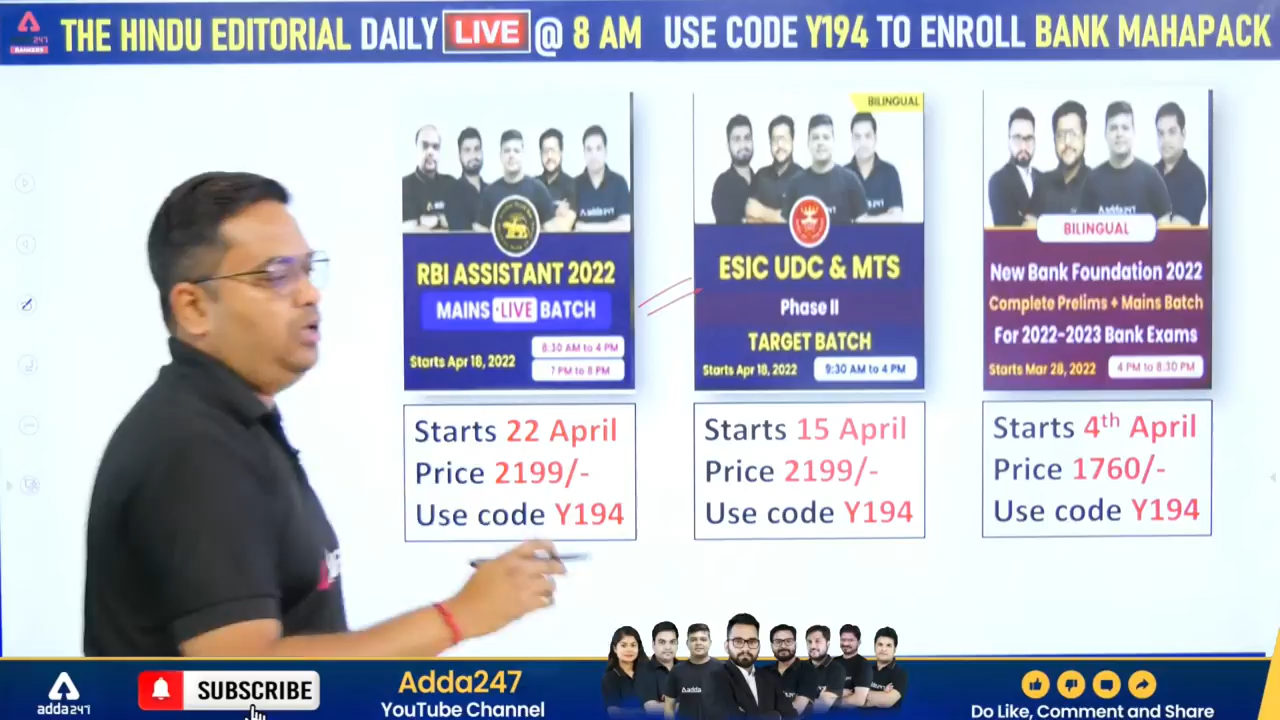 THE HINDU EDITORIAL DAILY LIVE @ 8 AM USE CODE Y194 TO ENROLL BANK MAHAPACK
247
BANKERS
adda247
RBI ASSISTANT 2022
MAINS LIVE BATCH
Starts Apr 18, 2022
8:30 AM to 4 PM
7 PM to 8 PM
Starts 22 April
Price 2199/-
Use code Y194
BILINGUAL
ESIC UDC & MTS
Phase II
TARGET BATCH
Starts Apr 18, 2022
9:30 AM to 4 PM
Starts 15 April
Price 2199/-
Use code Y194
adda247
BILINGUAL
New Bank Foundation 2022
Complete Prelims + Mains Batch
For 2022-2023 Bank Exams
Starts Mar 28, 2022
4 PM to 8:30 PM
Starts 4th April
Price 1760/-
Use code Y194
adda247
SUBSCRIBE
Adda247
YouTube Channel
adda247
Do Like, Comment and Share